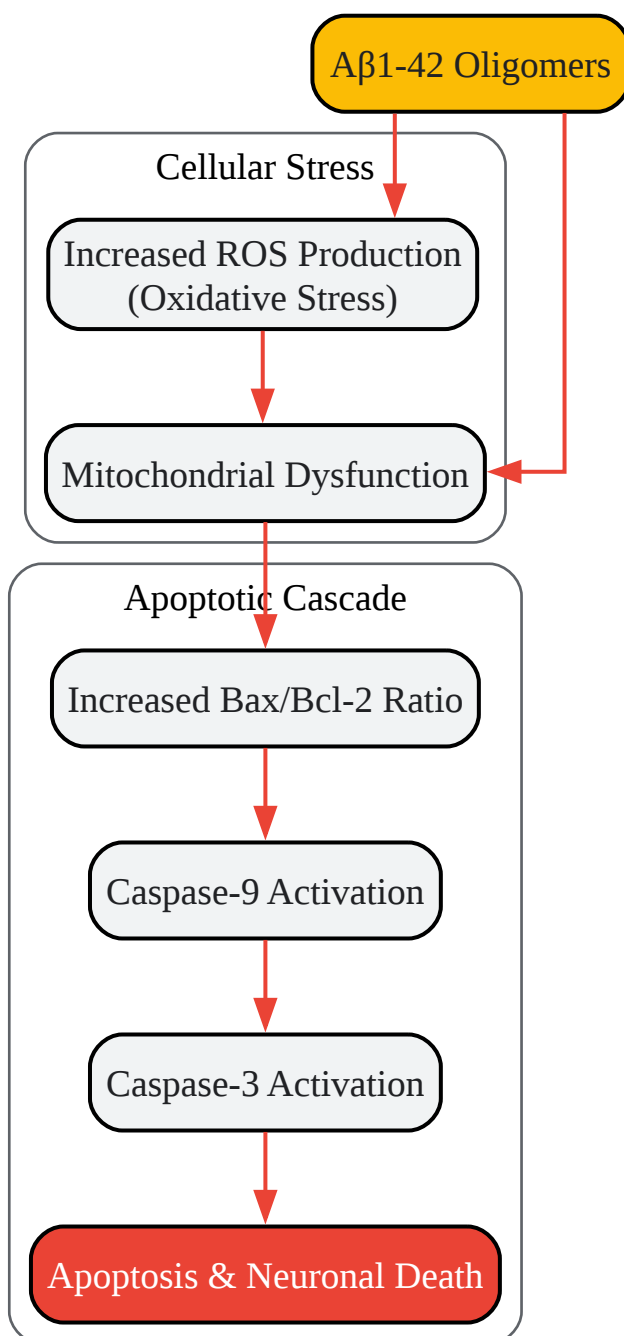 Aβ1-42 Oligomers
Cellular Stress
Increased ROS Production
(Oxidative Stress)
Mitochondrial Dysfunction
Apoptotic Cascade
Increased Bax/Bcl-2 Ratio
Caspase-9 Activation
Caspase-3 Activation
Apoptosis & Neuronal Death